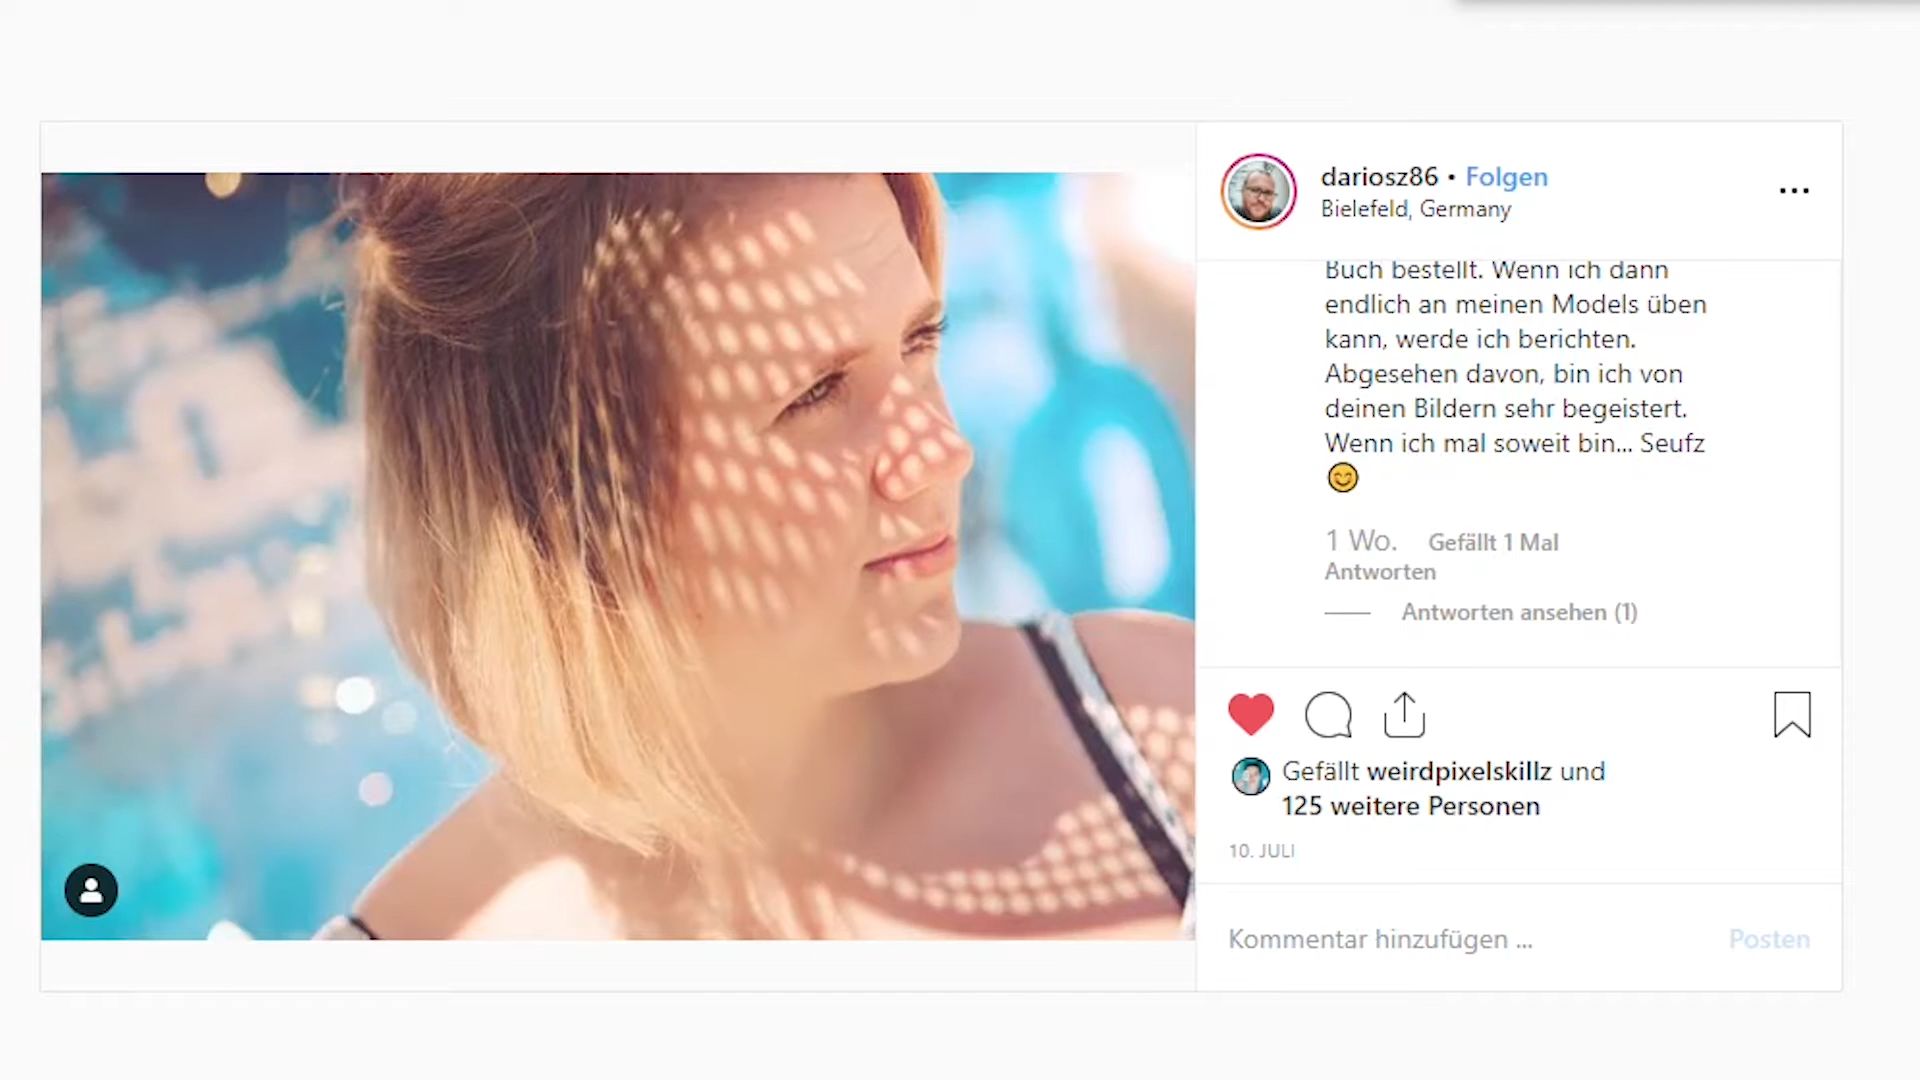 dariosz86 • Folgen
Bielefeld, Germany
Buch bestellt. Wenn ich dann
endlich an meinen Models üben
kann, werde ich berichten.
Abgesehen davon, bin ich von
deinen Bildern sehr begeistert.
Wenn ich mal soweit bin... Seufz
😊
1 Wo. Gefällt 1 Mal
Antworten
Antworten ansehen (1)
Gefällt weirdpixelskillz und
125 weitere Personen
10. JULI
Kommentar hinzufügen ... Posten